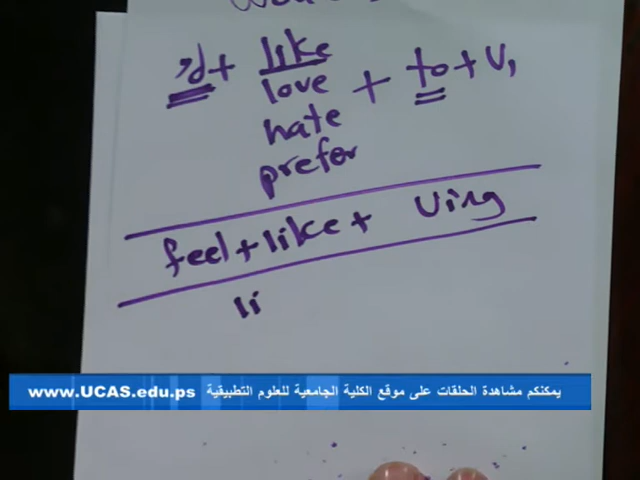 'd + like + to + V1
love
hate
prefer
feel + like + Ving
li
يمكنكم مشاهدة الحلقات على موقع الكلية الجامعية للعلوم التطبيقية www.UCAS.edu.ps